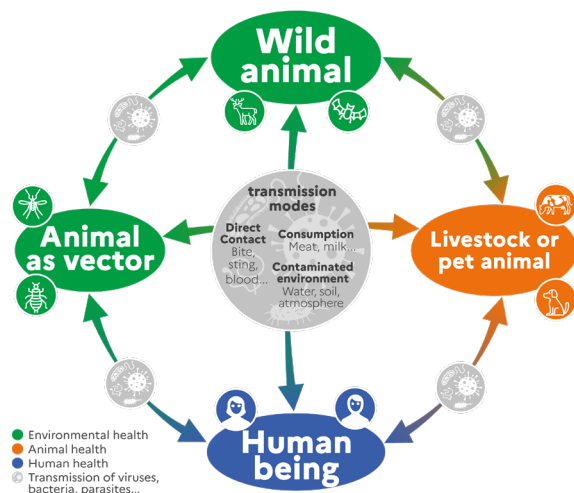 Wild
animal
transmission
modes
Direct
Contact
Bite,
sting,
blood...
Consumption
Meat, milk...
Contaminated
environment
Water, soil,
atmosphere
Animal
as vector
Livestock or
pet animal
Human
being
Environmental health
Animal health
Human health
Transmission of viruses,
bacteria, parasites...